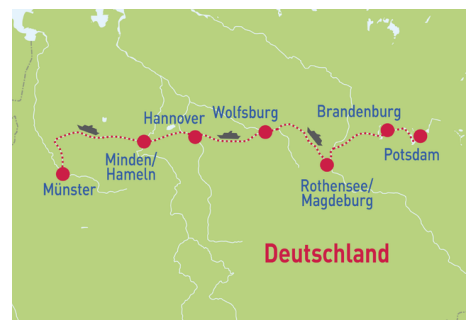 Hannover
Wolfsburg
Brandenburg
Minden/
Hameln
Potsdam
Münster
Rothensee/
Magdeburg
Deutschland